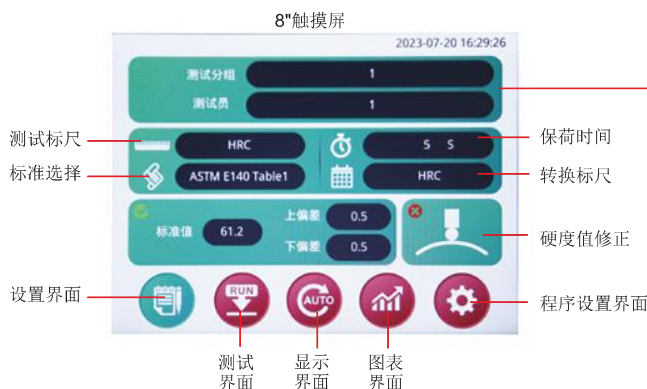 8"触摸屏
2023-07-20 16:29:26
测试分组 1
测试员 1
测试标尺 HRC 5 S 保荷时间
标准选择 ASTM E140 Table1 HRC 转换标尺
标准值 61.2 上偏差 0.5
下偏差 0.5
硬度值修正
设置界面 RUN AUTO 程序设置界面
测试 显示 图表
界面 界面 界面